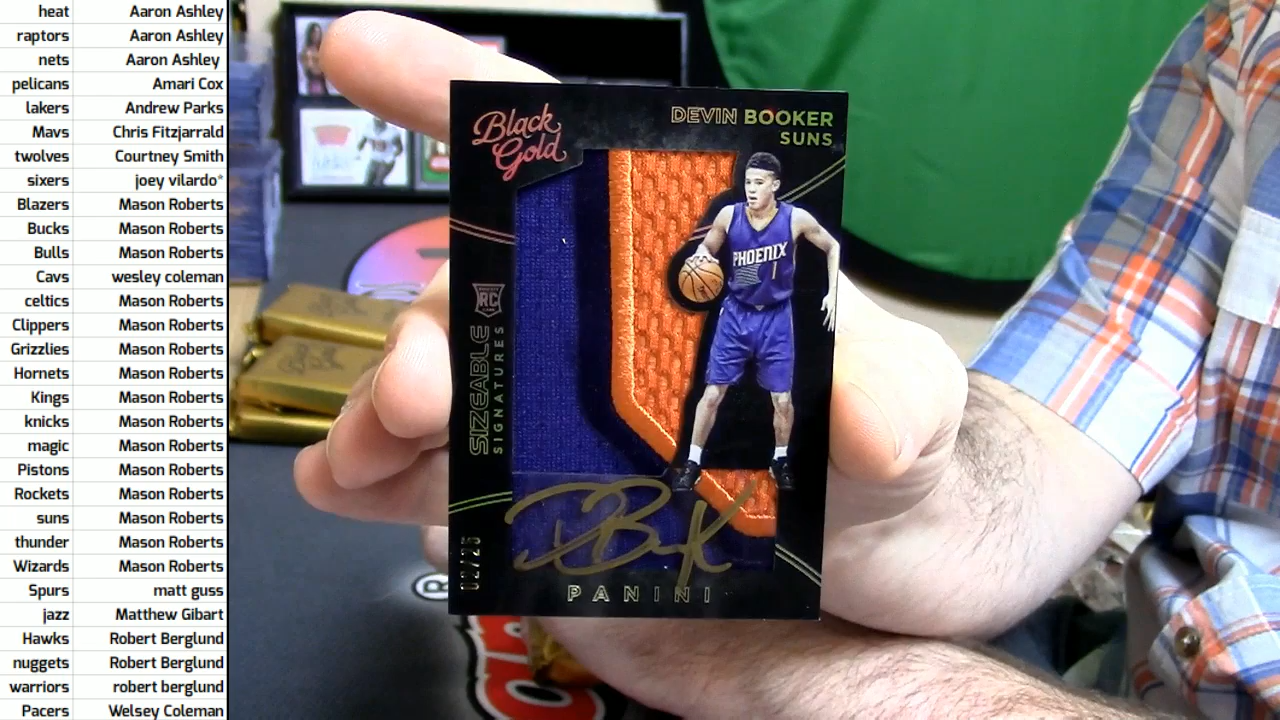 heat Aaron Ashley
raptors Aaron Ashley
nets Aaron Ashley
pelicans Amari Cox
lakers Andrew Parks
Mavs Chris Fitzjarrald
twolves Courtney Smith
sixers joey vilardo*
Blazers Mason Roberts
Bucks Mason Roberts
Bulls Mason Roberts
Cavs wesley coleman
celtics Mason Roberts
Clippers Mason Roberts
Grizzlies Mason Roberts
Hornets Mason Roberts
Kings Mason Roberts
knicks Mason Roberts
magic Mason Roberts
Pistons Mason Roberts
Rockets Mason Roberts
suns Mason Roberts
thunder Mason Roberts
Wizards Mason Roberts
Spurs matt guss
jazz Matthew Gibart
Hawks Robert Berglund
nuggets Robert Berglund
warriors robert berglund
Pacers Welsey Coleman
Black
Gold
DEVIN BOOKER
SUNS
PHOENIX
1
RC
SIZEABLE
SIGNATURES
02/25
PANINI